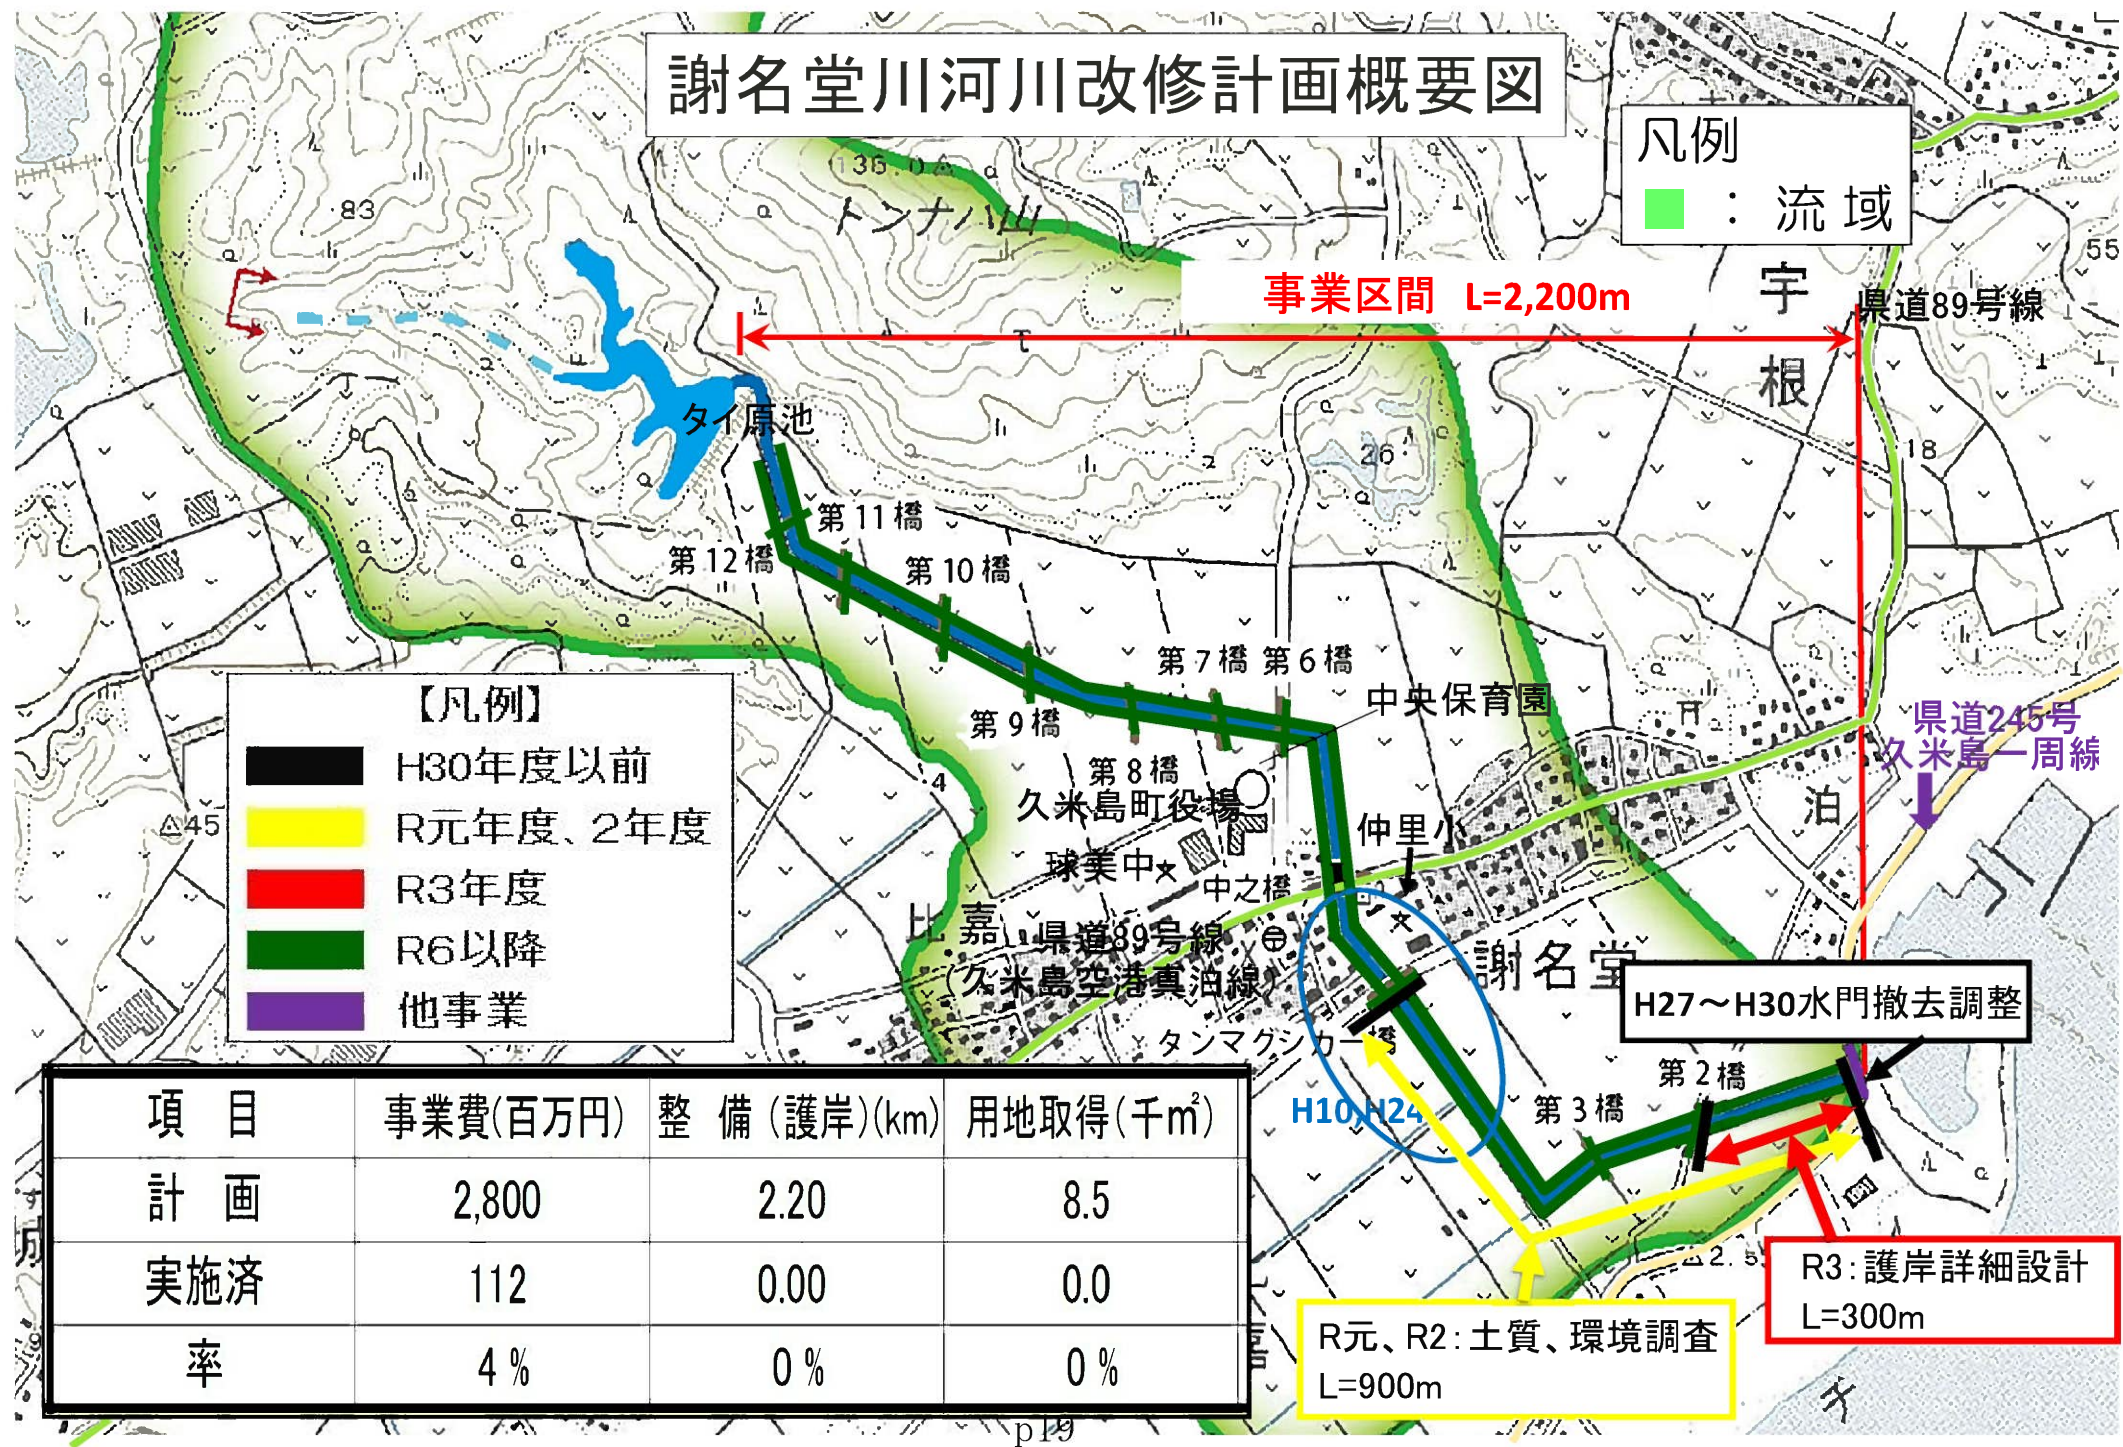 謝名堂川河川改修計画概要図
凡例
：流域
136.0
トンナハ山
83
55
宇根
事業区間 L=2,200m
県道89号線
タイ原池
26
18
第11橋
第12橋
第10橋
第7橋 第6橋
第9橋
中央保育園
第8橋
県道245号
久米島一周線
【凡例】
H30年度以前
R元年度、2年度
R3年度
R6以降
他事業
45
4
久米島町役場
泊
仲里小
球美中
中之橋
比嘉
県道89号線
(久米島空港真泊線)
謝名堂
H27～H30水門撤去調整
タンマグシカー橋
第2橋
第3橋
H10,H24
項 目 事業費(百万円) 整 備(護岸)(km) 用地取得(千㎡)
計 画 2,800 2.20 8.5
実施済 112 0.00 0.0
率 4% 0% 0%
2.5
R3:護岸詳細設計
L=300m
R元、R2:土質、環境調査
L=900m
p19